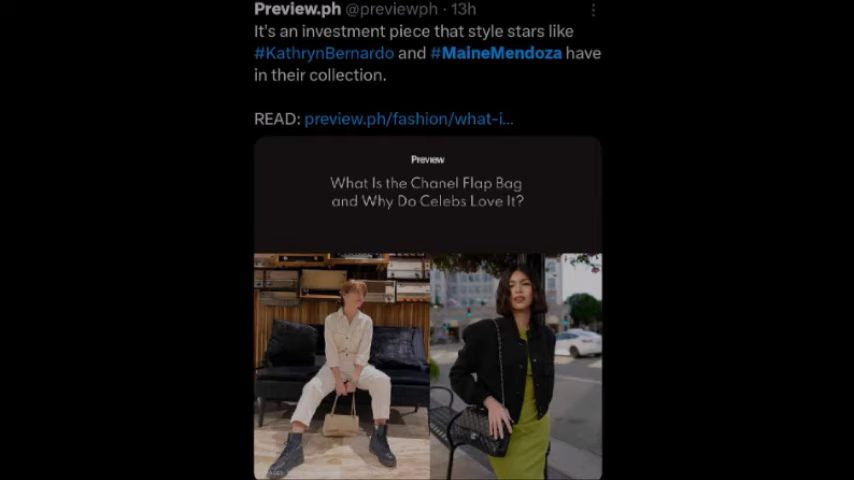 Preview.ph @previewph · 13h
It's an investment piece that style stars like
#KathrynBernardo and #MaineMendoza have
in their collection.
READ: preview.ph/fashion/what-i...
Preview
What Is the Chanel Flap Bag
and Why Do Celebs Love It?